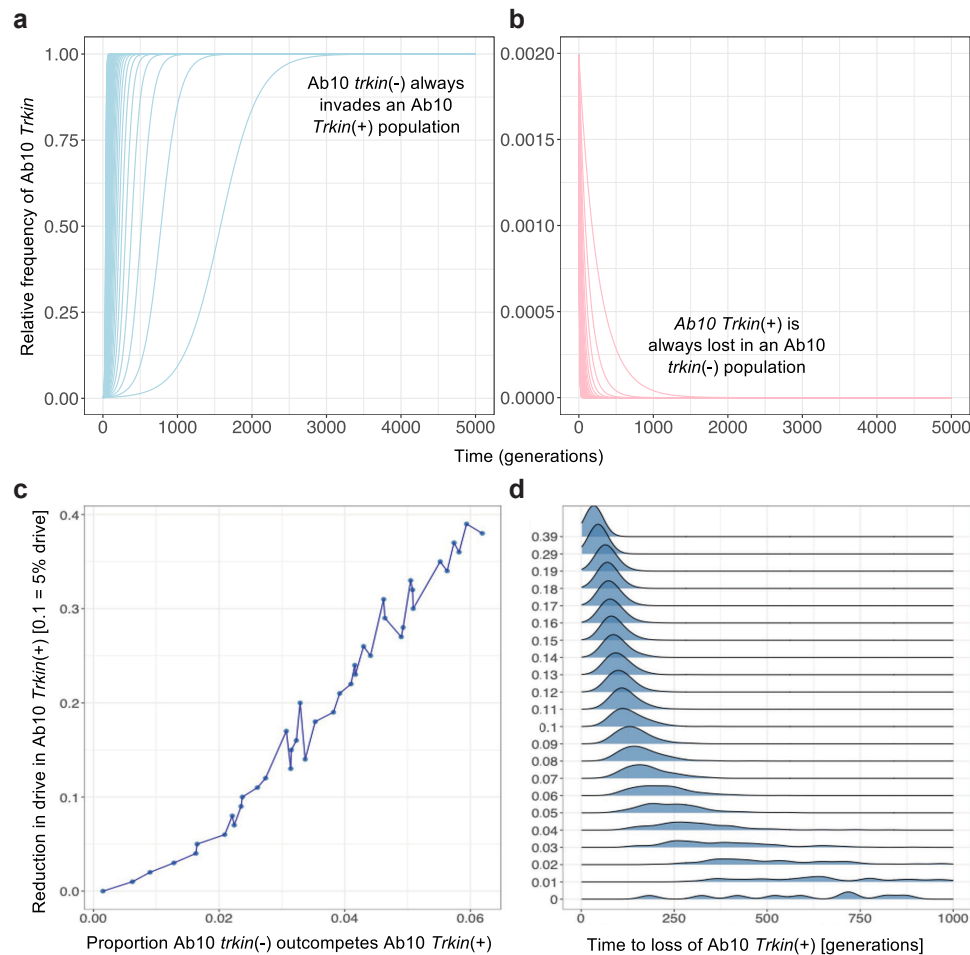 a
b
Relative frequency of Ab10 Trkin
1.00
0.75
0.50
0.25
0.00
Ab10 trkin(-) always
invades an Ab10
Trkin(+) population
0 1000 2000 3000 4000 5000
0.0020
0.0015
0.0010
0.0005
0.0000
Ab10 Trkin(+) is
always lost in an Ab10
trkin(-) population
0 1000 2000 3000 4000 5000
Time (generations)
c
d
Reduction in drive in Ab10 Trkin(+) [0.1 = 5% drive]
0.4
0.3
0.2
0.1
0.0
0.00 0.02 0.04 0.06
Proportion Ab10 trkin(-) outcompetes Ab10 Trkin(+)
0.39
0.29
0.19
0.18
0.17
0.16
0.15
0.14
0.13
0.12
0.11
0.1
0.09
0.08
0.07
0.06
0.05
0.04
0.03
0.02
0.01
0
0 250 500 750 1000
Time to loss of Ab10 Trkin(+) [generations]